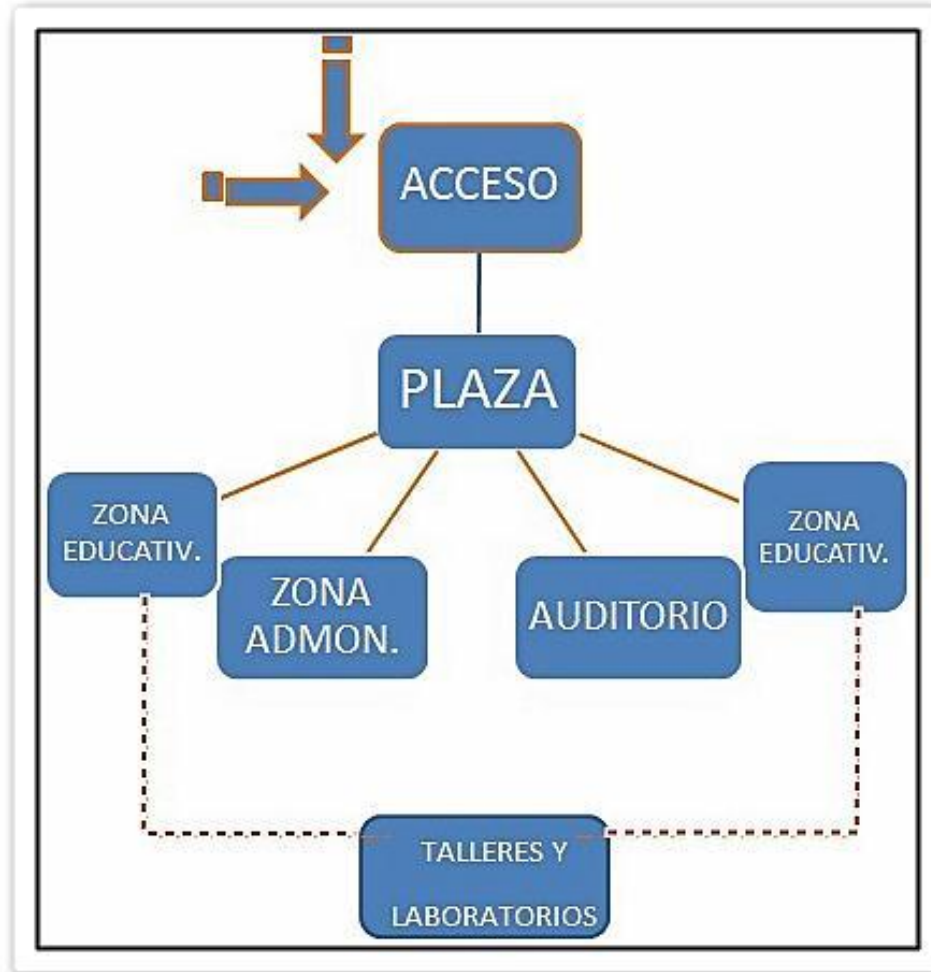 ACCESO
PLAZA
ZONA
EDUCATIV.
ZONA
ADMON.
AUDITORIO
ZONA
EDUCATIV.
TALLERES Y
LABORATORIOS